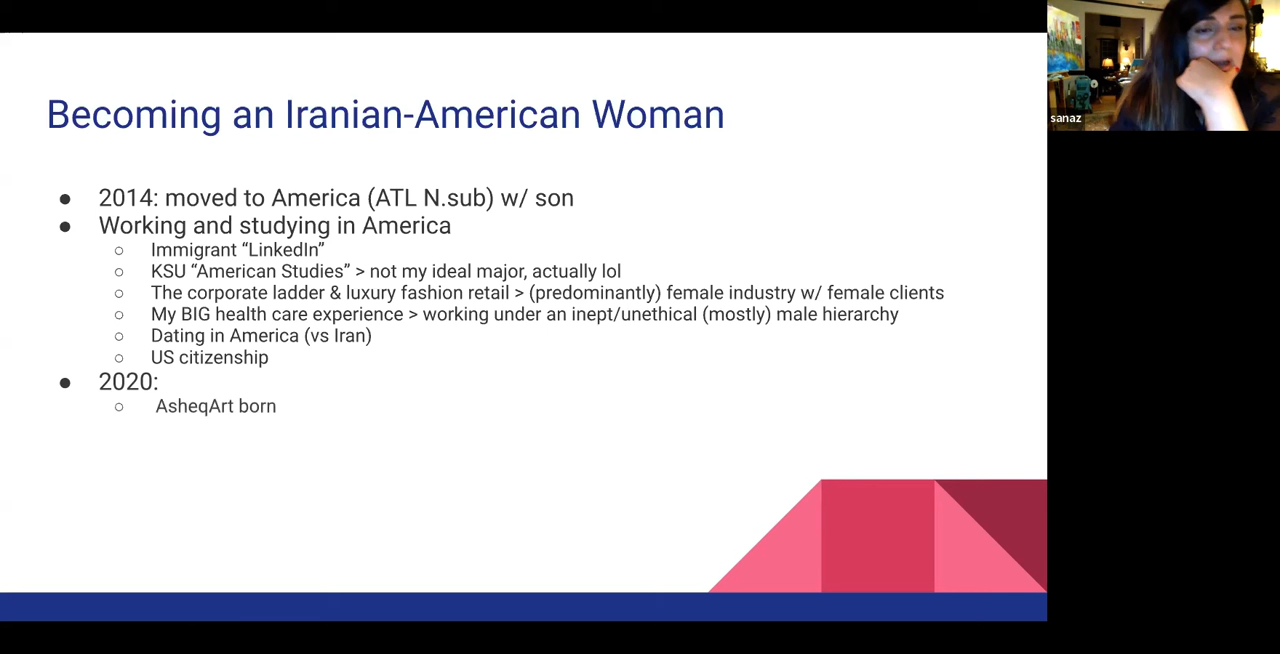 Becoming an Iranian-American Woman
● 2014: moved to America (ATL N.sub) w/ son
● Working and studying in America
○ Immigrant “LinkedIn”
○ KSU “American Studies” > not my ideal major, actually lol
○ The corporate ladder & luxury fashion retail > (predominantly) female industry w/ female clients
○ My BIG health care experience > working under an inept/unethical (mostly) male hierarchy
○ Dating in America (vs Iran)
○ US citizenship
● 2020:
○ AsheqArt born
sanaz